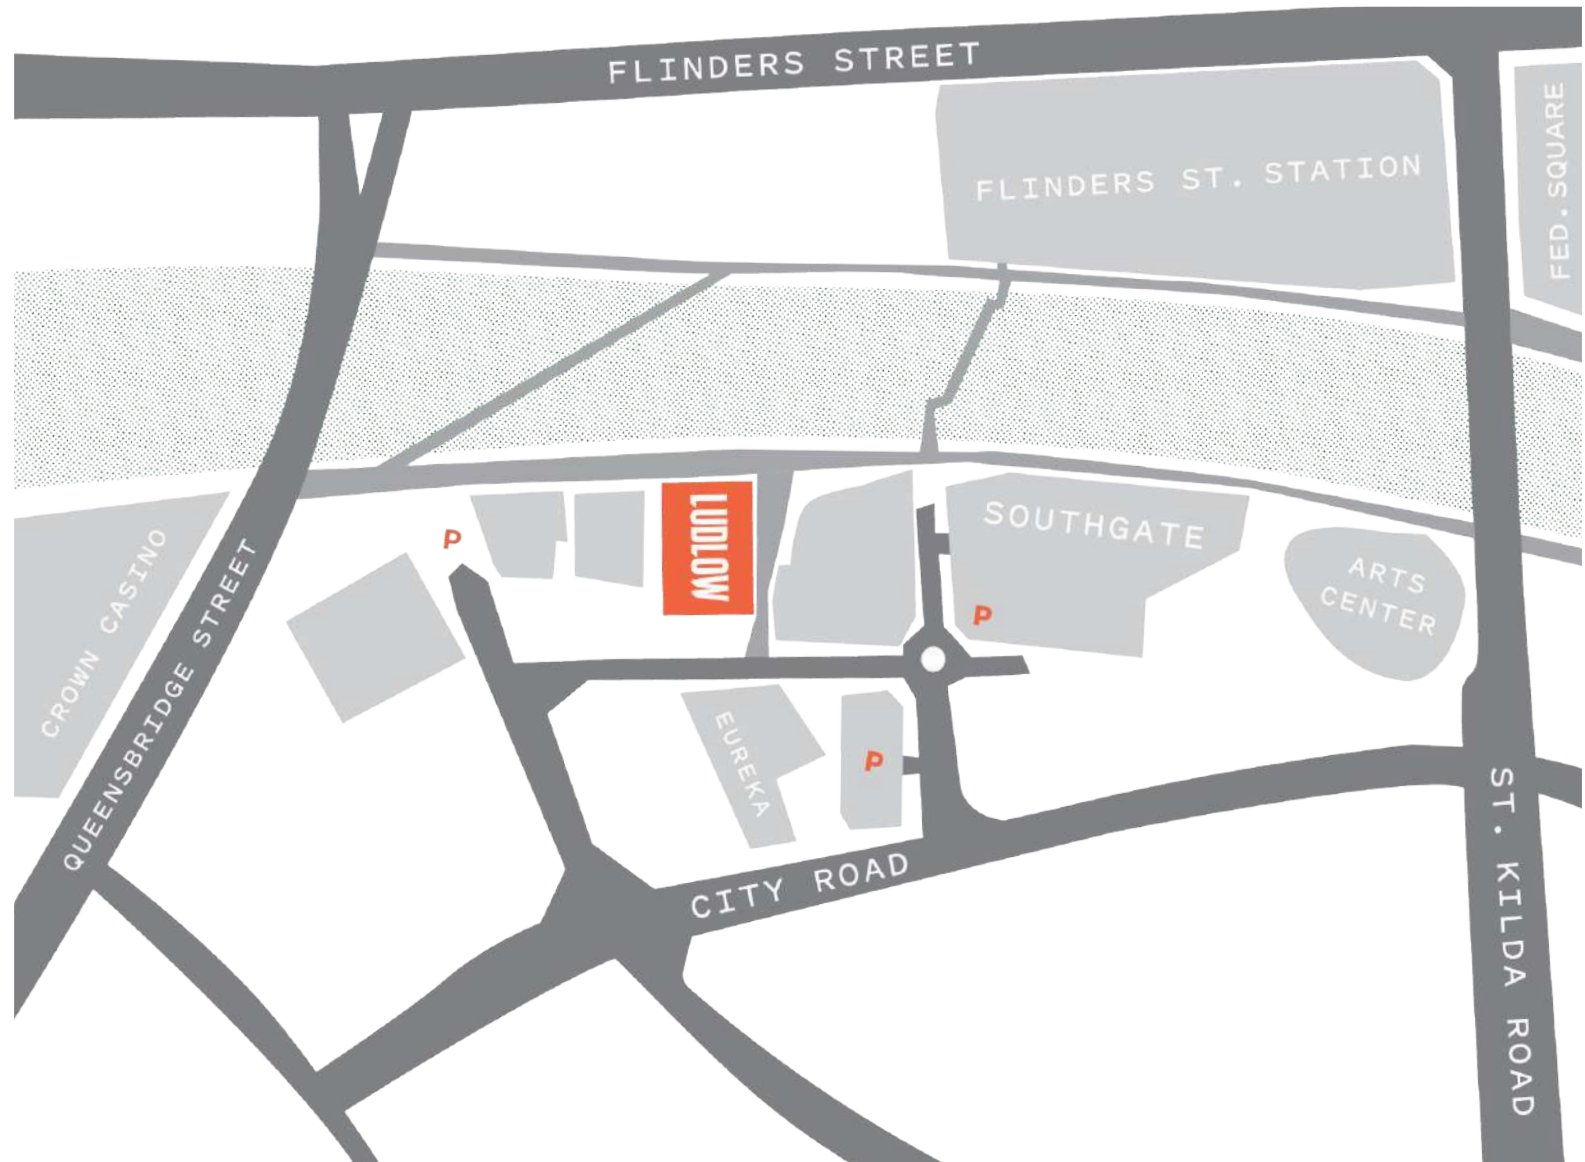 FLINDERS STREET
FLINDERS ST. STATION
FED. SQUARE
P
LUDLOW
SOUTHGATE
P
ARTS
CENTER
CROWN CASINO
QUEENSBRIDGE STREET
EUREKA
P
CITY ROAD
ST. KILDA ROAD